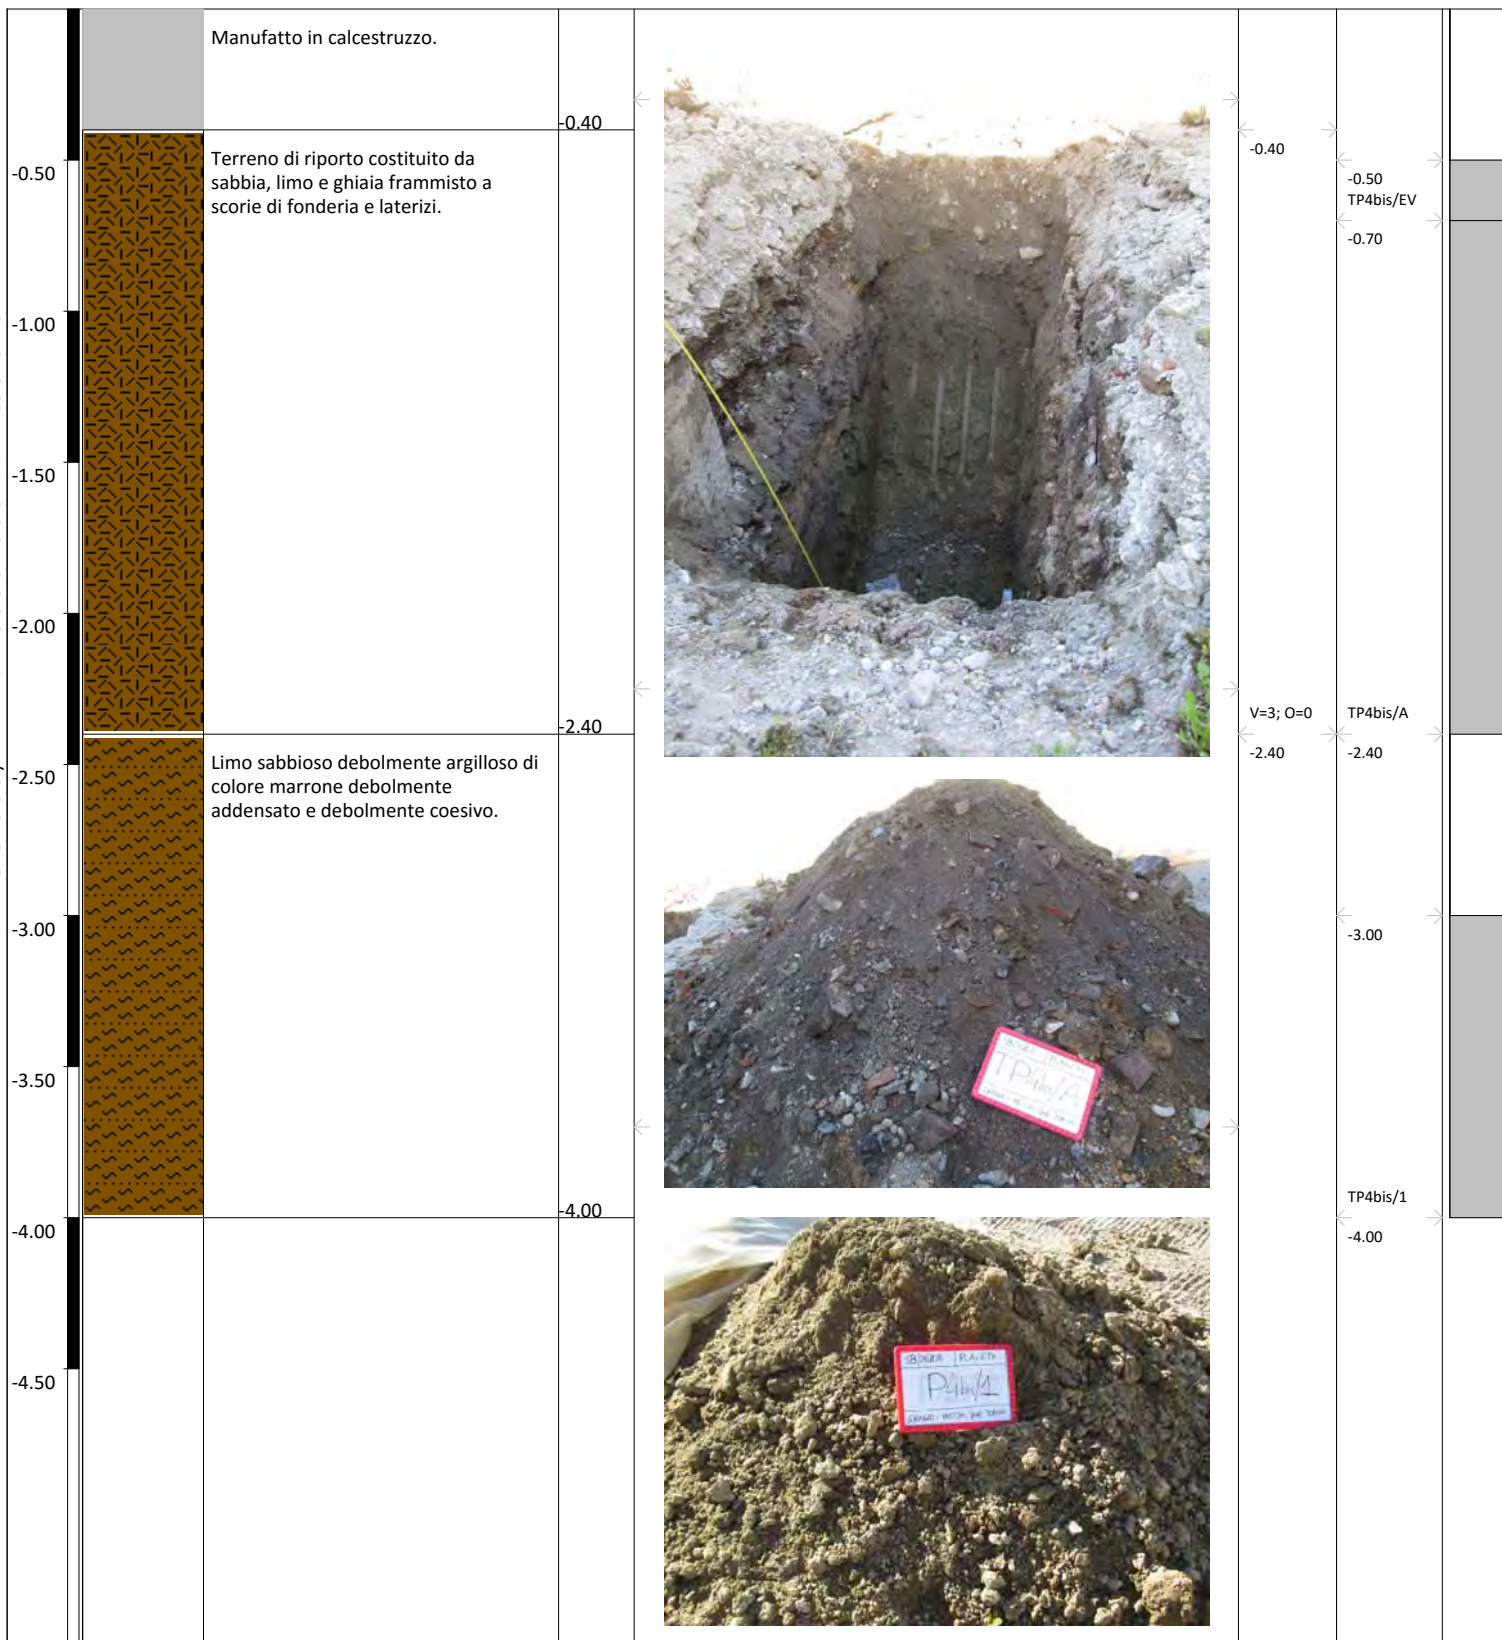 Manufatto in calcestruzzo.
-0.40
Terreno di riporto costituito da
sabbia, limo e ghiaia frammisto a
scorie di fonderia e laterizi.
-2.40
Limo sabbioso debolmente argilloso di
colore marrone debolmente
addensato e debolmente coesivo.
-4.00
-0.50
-1.00
-1.50
-2.00
-2.50
-3.00
-3.50
-4.00
-4.50
TP4bis/A
P4bis/1
-0.40
V=3; O=0
-2.40
-0.50
TP4bis/EV
-0.70
TP4bis/A
-2.40
-3.00
TP4bis/1
-4.00